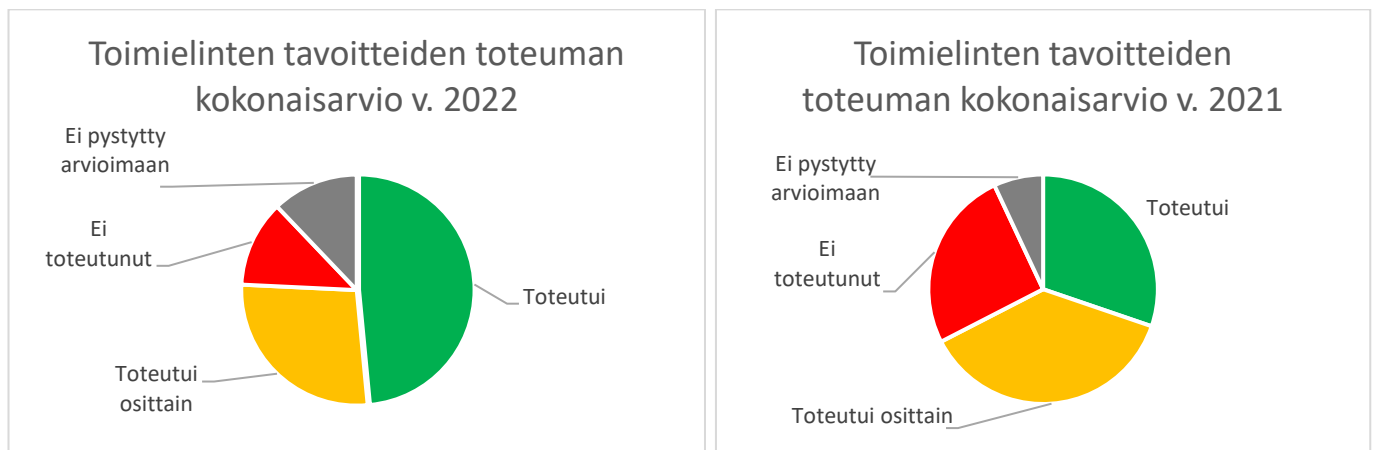 Toimielinten tavoitteiden toteuman
kokonaisarvio v. 2022
Ei pystytty
arvioimaan
Ei
toteutunut
Toteutui
Toteutui
osittain
Toimielinten tavoitteiden
toteuman kokonaisarvio v. 2021
Ei pystytty
arvioimaan
Toteutui
Ei
toteutunut
Toteutui osittain